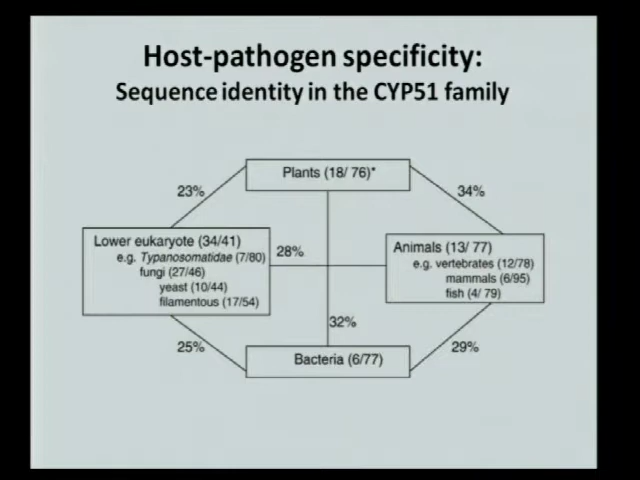 Host-pathogen specificity:
Sequence identity in the CYP51 family
Plants (18/ 76)*
23%
34%
Lower eukaryote (34/41)
e.g. Typanosomatidae (7/80)
fungi (27/46)
yeast (10/44)
filamentous (17/54)
28%
Animals (13/ 77)
e.g. vertebrates (12/78)
mammals (6/95)
fish (4/ 79)
32%
25%
29%
Bacteria (6/77)